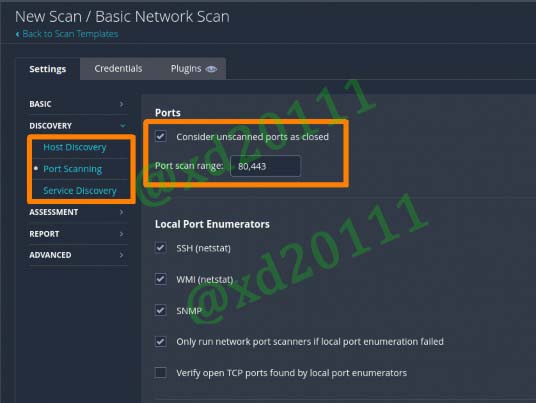 New Scan / Basic Network Scan
Back to Scan Templates
Settings Credentials Plugins
BASIC
DISCOVERY
Host Discovery
Port Scanning
Service Discovery
ASSESSMENT
REPORT
ADVANCED
Ports
Consider unscanned ports as closed
Port scan range: 80,443
Local Port Enumerators
SSH (netstat)
WMI (netstat)
SNMP
Only run network port scanners if local port enumeration failed
Verify open TCP ports found by local port enumerators
@xd20111
@xd20111